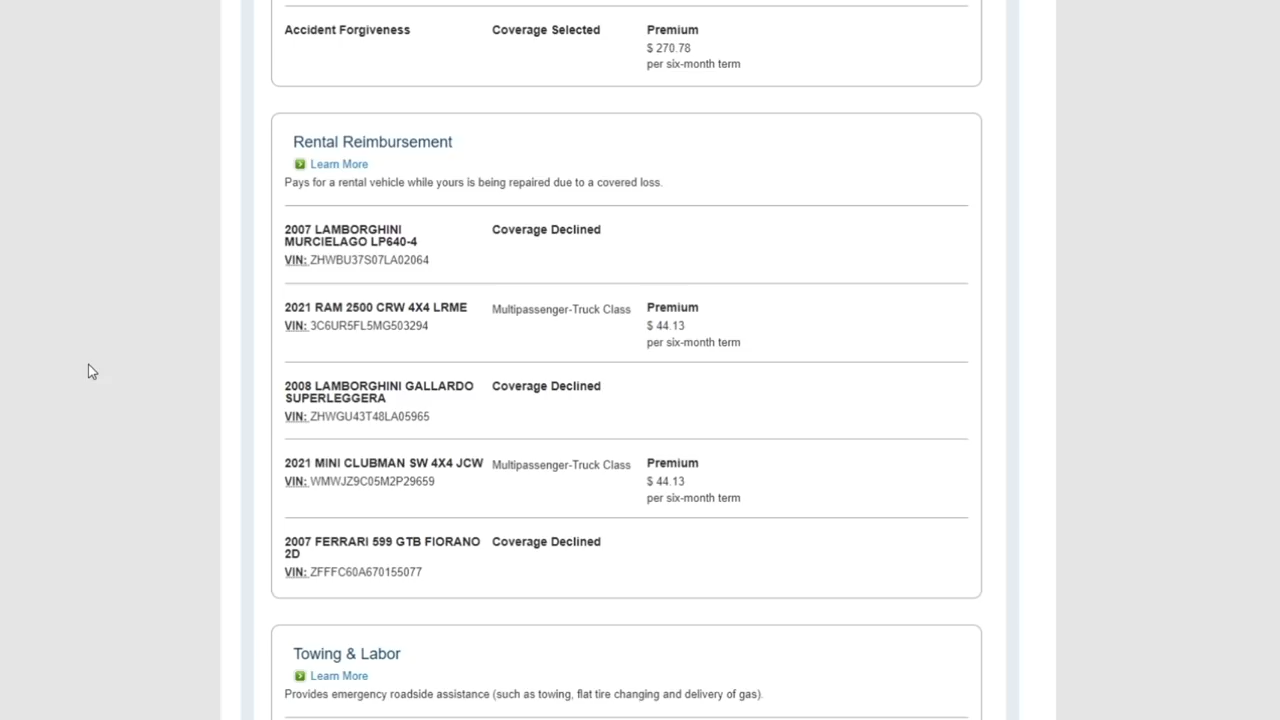 Accident Forgiveness Coverage Selected Premium
$ 270.78
per six-month term
Rental Reimbursement
Learn More
Pays for a rental vehicle while yours is being repaired due to a covered loss.
2007 LAMBORGHINI Coverage Declined
MURCIELAGO LP640-4
VIN: ZHWBU37S07LA02064
2021 RAM 2500 CRW 4X4 LRME Multipassenger-Truck Class Premium
VIN: 3C6UR5FL5MG503294 $ 44.13
per six-month term
2008 LAMBORGHINI GALLARDO Coverage Declined
SUPERLEGGERA
VIN: ZHWGU43T48LA05965
2021 MINI CLUBMAN SW 4X4 JCW Multipassenger-Truck Class Premium
VIN: WMWJZ9C05M2P29659 $ 44.13
per six-month term
2007 FERRARI 599 GTB FIORANO Coverage Declined
2D
VIN: ZFFFC60A670155077
Towing & Labor
Learn More
Provides emergency roadside assistance (such as towing, flat tire changing and delivery of gas).